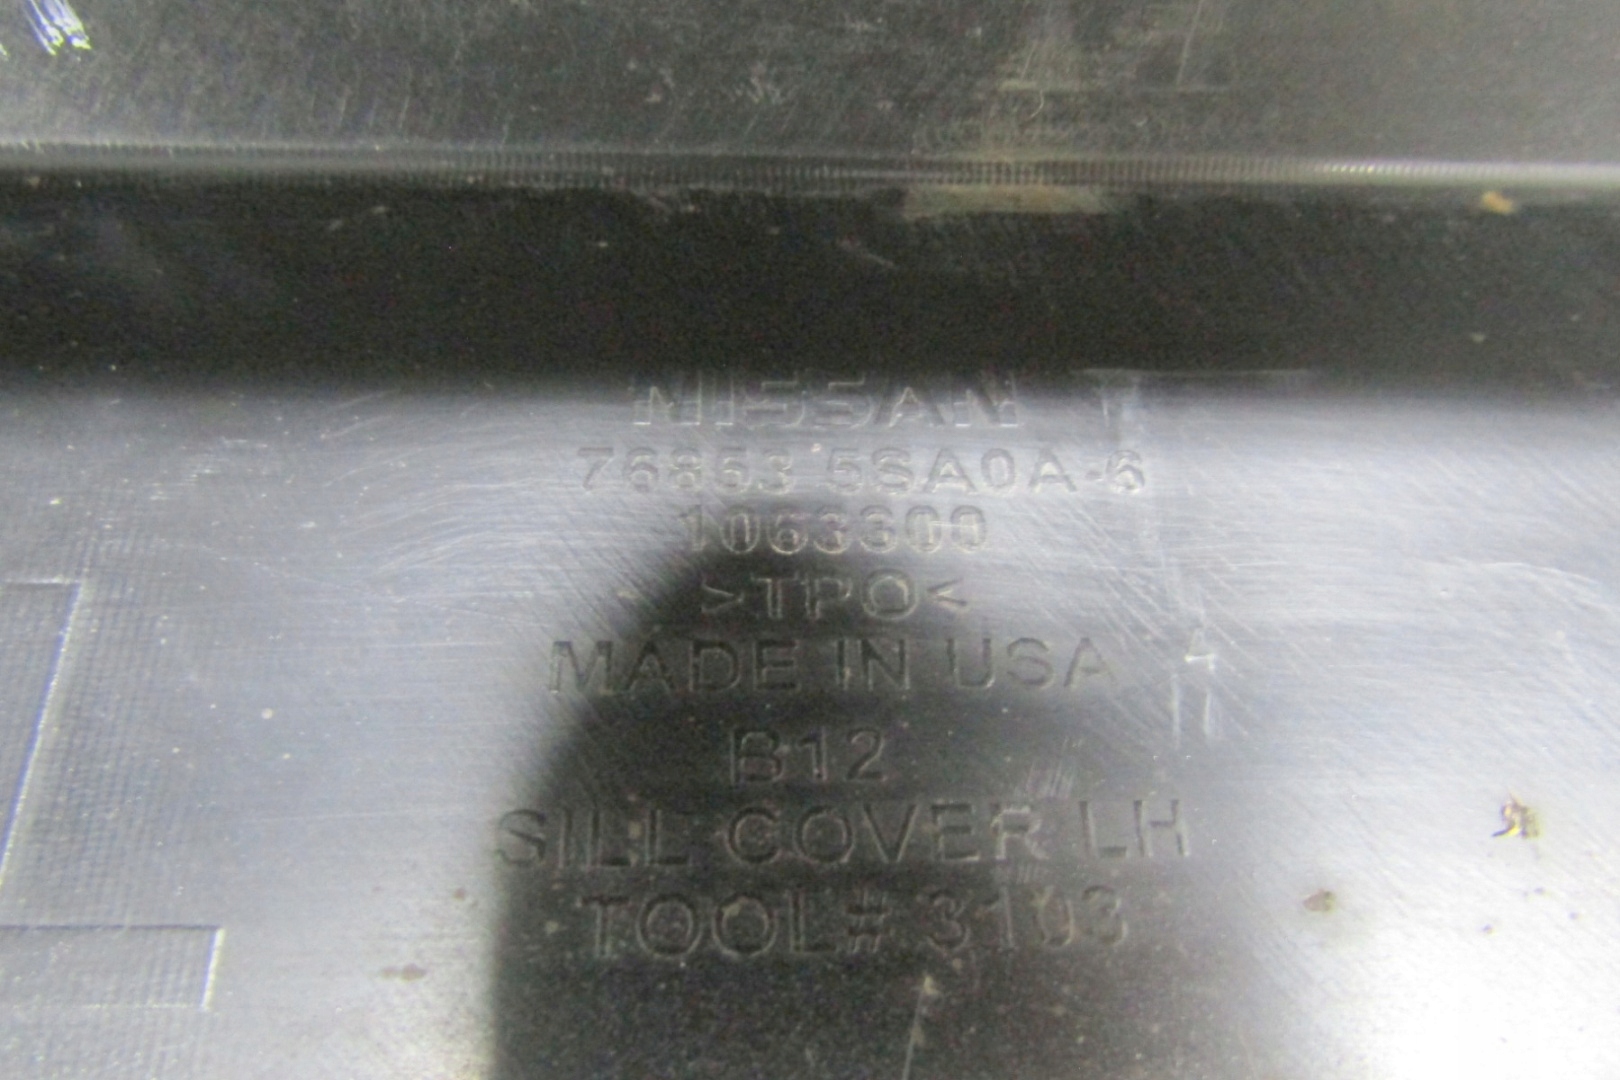 NISSAN
76853 5SA0A-6
1063300
>TPO<
MADE IN USA
B12
SILL COVER LH
TOOL# 3103